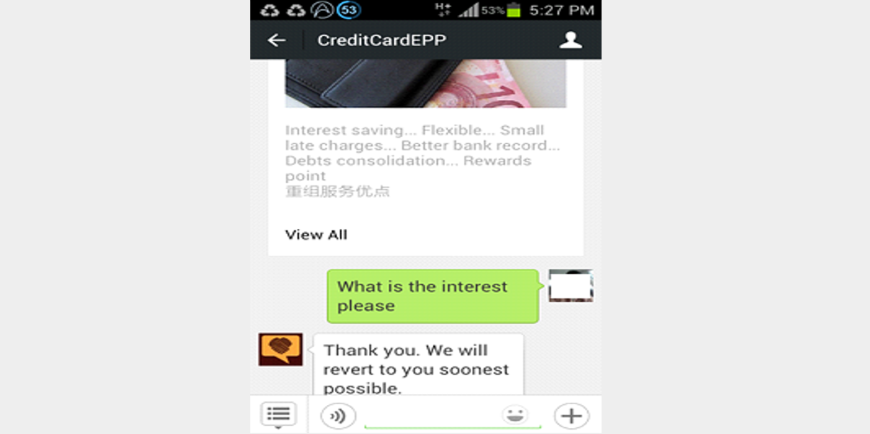 53
H+
53%
5:27 PM
CreditCardEPP
10
Interest saving... Flexible... Small
late charges... Better bank record...
Debts consolidation... Rewards
point
重组服务优点
View All
What is the interest
please
Thank you. We will
revert to you soonest
possible.